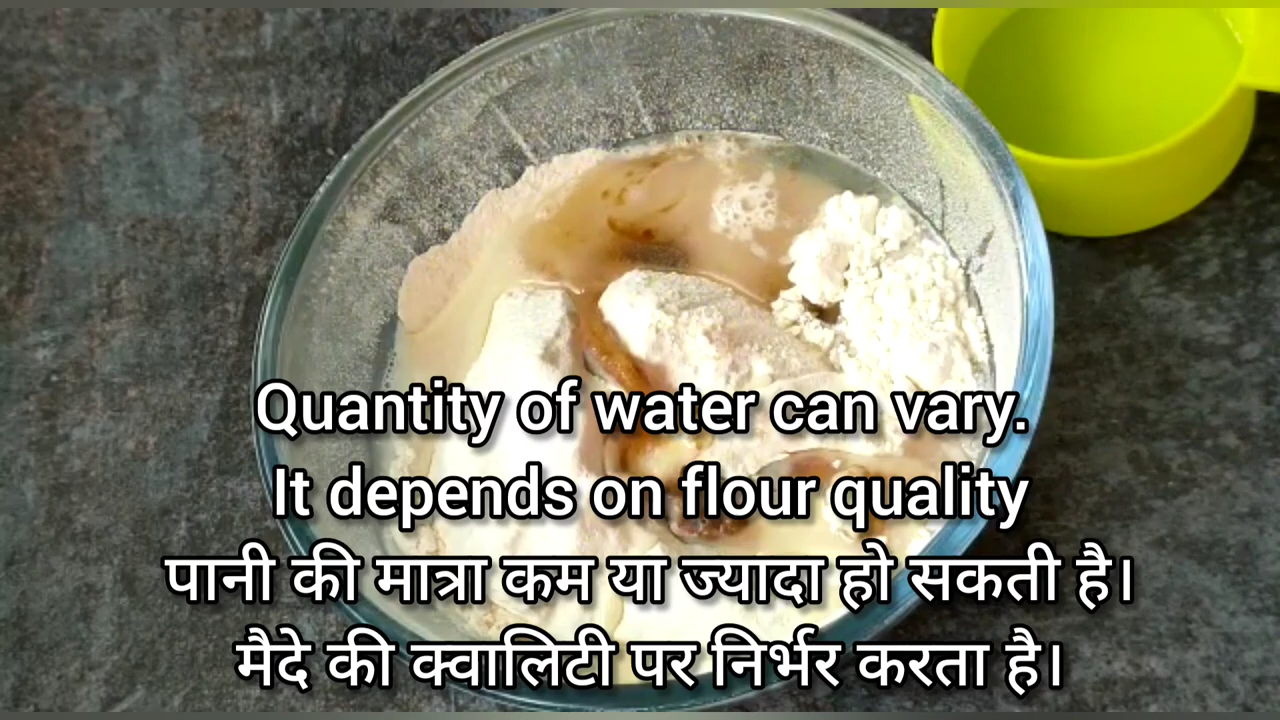 Quantity of water can vary.
It depends on flour quality
पानी की मात्रा कम या ज्यादा हो सकती है।
मैदे की क्वालिटी पर निर्भर करता है।